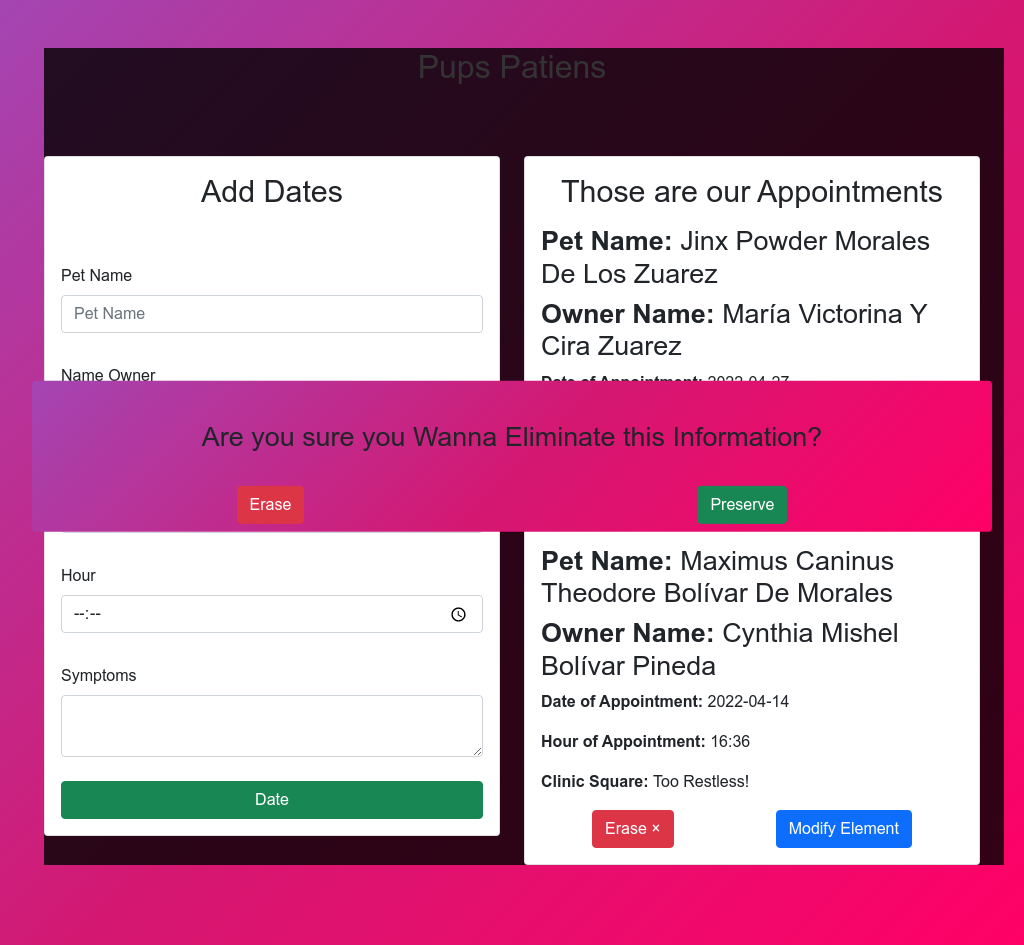 Pups Patiens
Add Dates
Pet Name
Pet Name
Name Owner
Those are our Appointments
Pet Name: Jinx Powder Morales
De Los Zuarez
Owner Name: María Victorina Y
Cira Zuarez
Date of Appointment: 2022-04-27
Are you sure you Wanna Eliminate this Information?
Erase
Preserve
Hour
--:--
Symptoms
Date
Pet Name: Maximus Caninus
Theodore Bolívar De Morales
Owner Name: Cynthia Mishel
Bolívar Pineda
Date of Appointment: 2022-04-14
Hour of Appointment: 16:36
Clinic Square: Too Restless!
Erase ×
Modify Element